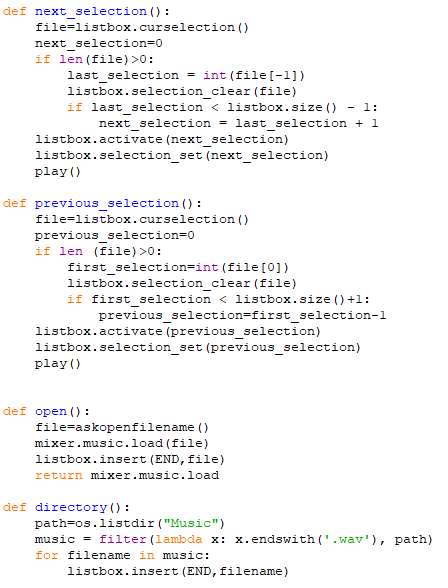 def next_selection():
    file=listbox.curselection()
    next_selection=0
    if len(file)>0:
        last_selection = int(file[-1])
        listbox.selection_clear(file)
        if last_selection < listbox.size() - 1:
            next_selection = last_selection + 1
    listbox.activate(next_selection)
    listbox.selection_set(next_selection)
    play()

def previous_selection():
    file=listbox.curselection()
    previous_selection=0
    if len (file)>0:
        first_selection=int(file[0])
        listbox.selection_clear(file)
        if first_selection < listbox.size()+1:
            previous_selection=first_selection-1
    listbox.activate(previous_selection)
    listbox.selection_set(previous_selection)
    play()


def open():
    file=askopenfilename()
    mixer.music.load(file)
    listbox.insert(END,file)
    return mixer.music.load

def directory():
    path=os.listdir("Music")
    music = filter(lambda x: x.endswith('.wav'), path)
    for filename in music:
        listbox.insert(END,filename)